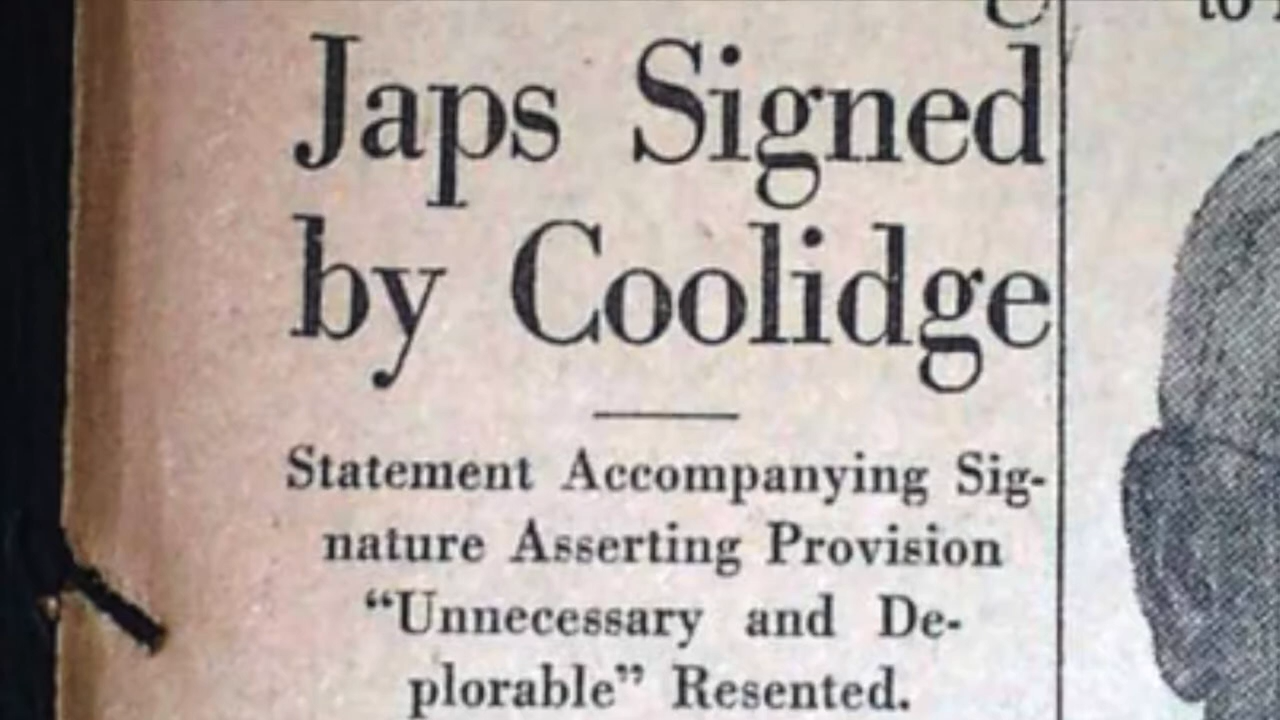 Japs Signed
by Coolidge
Statement Accompanying Sig-
nature Asserting Provision
“Unnecessary and De-
plorable” Resented.